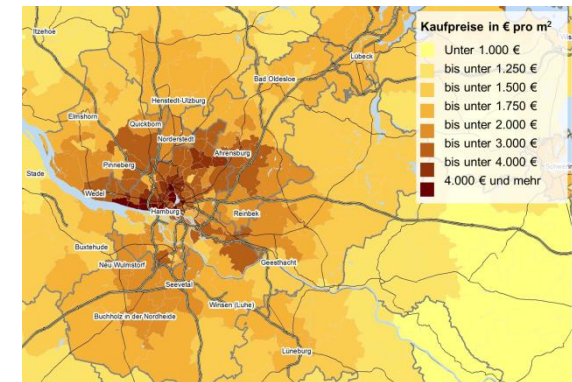 Itzehoe
Kaufpreise in € pro m²
Unter 1.000 €
bis unter 1.250 €
bis unter 1.500 €
bis unter 1.750 €
bis unter 2.000 €
bis unter 3.000 €
bis unter 4.000 €
4.000 € und mehr
Lübeck
Bad Oldesloe
Henstedt-Ulzburg
Elmshorn
Quickborn
Norderstedt
Ahrensburg
Pinneberg
Stade
Wedel
Hamburg
Reinbek
Buxtehude
Neu Wulmstorf
Geesthacht
Seevetal
Winsen (Luhe)
Buchholz in der Nordheide
Lüneburg